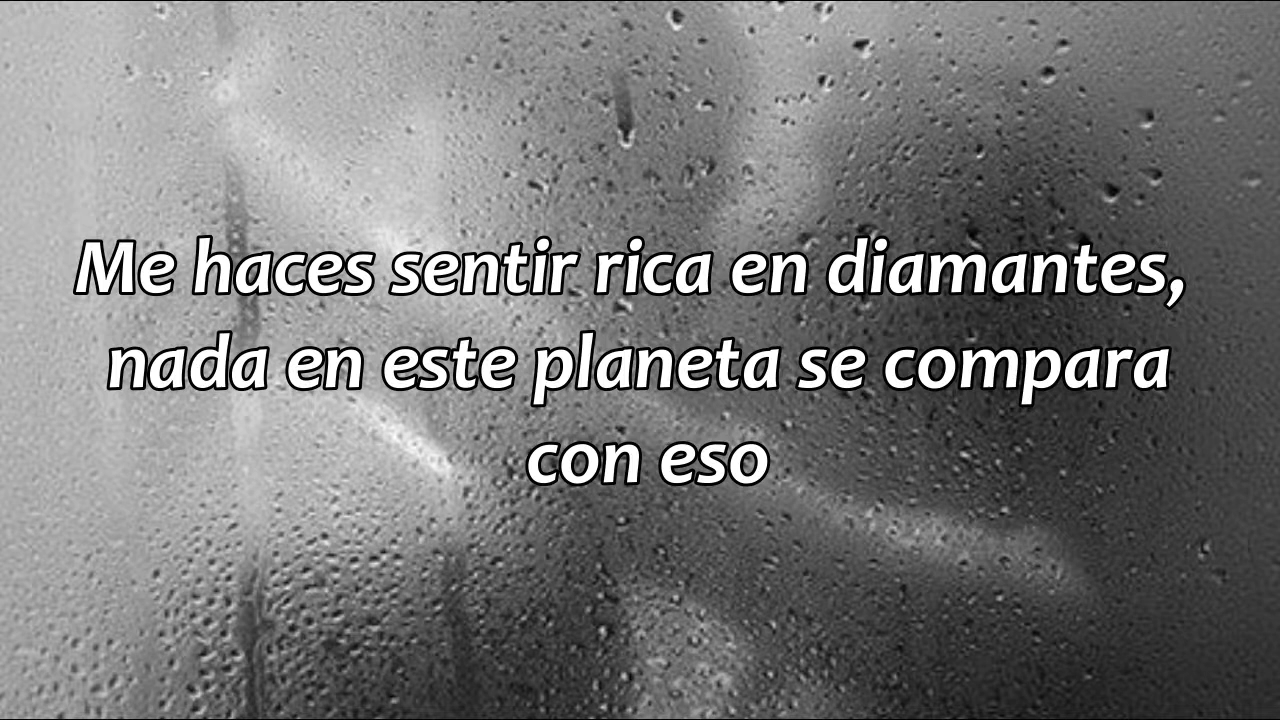 Me haces sentir rica en diamantes,
nada en este planeta se compara
con eso